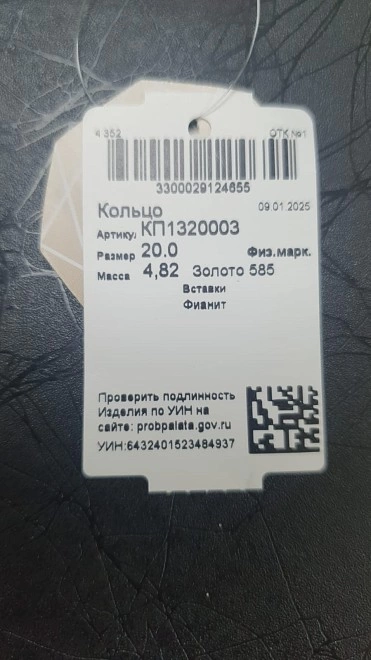 4 352 ОТК №1
3300029124655
Кольцо 09.01.2025
Артикул КП1320003
Размер 20.0 Физ.марк.
Масса 4,82 Золото 585
Вставки
Фианит
Проверить подлинность
Изделия по УИН на
сайте: probpalata.gov.ru
УИН:6432401523484937